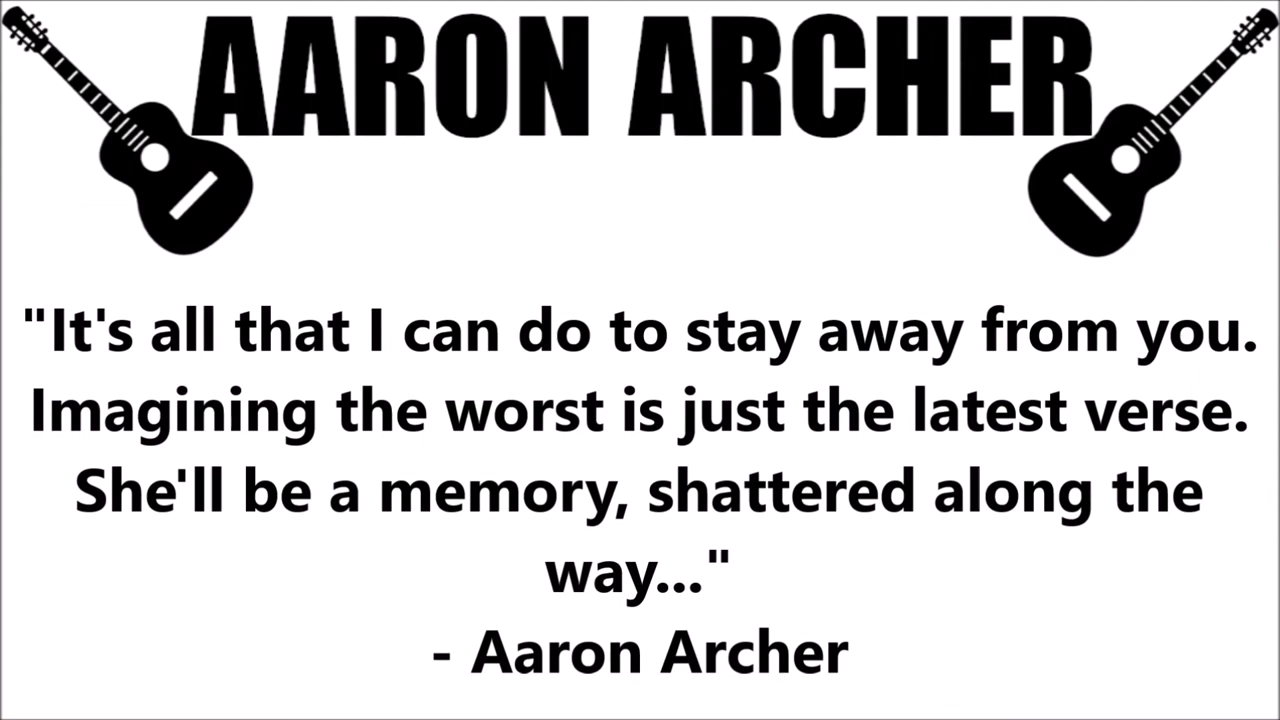 AARON ARCHER
"It's all that I can do to stay away from you.
Imagining the worst is just the latest verse.
She'll be a memory, shattered along the
way..."
- Aaron Archer